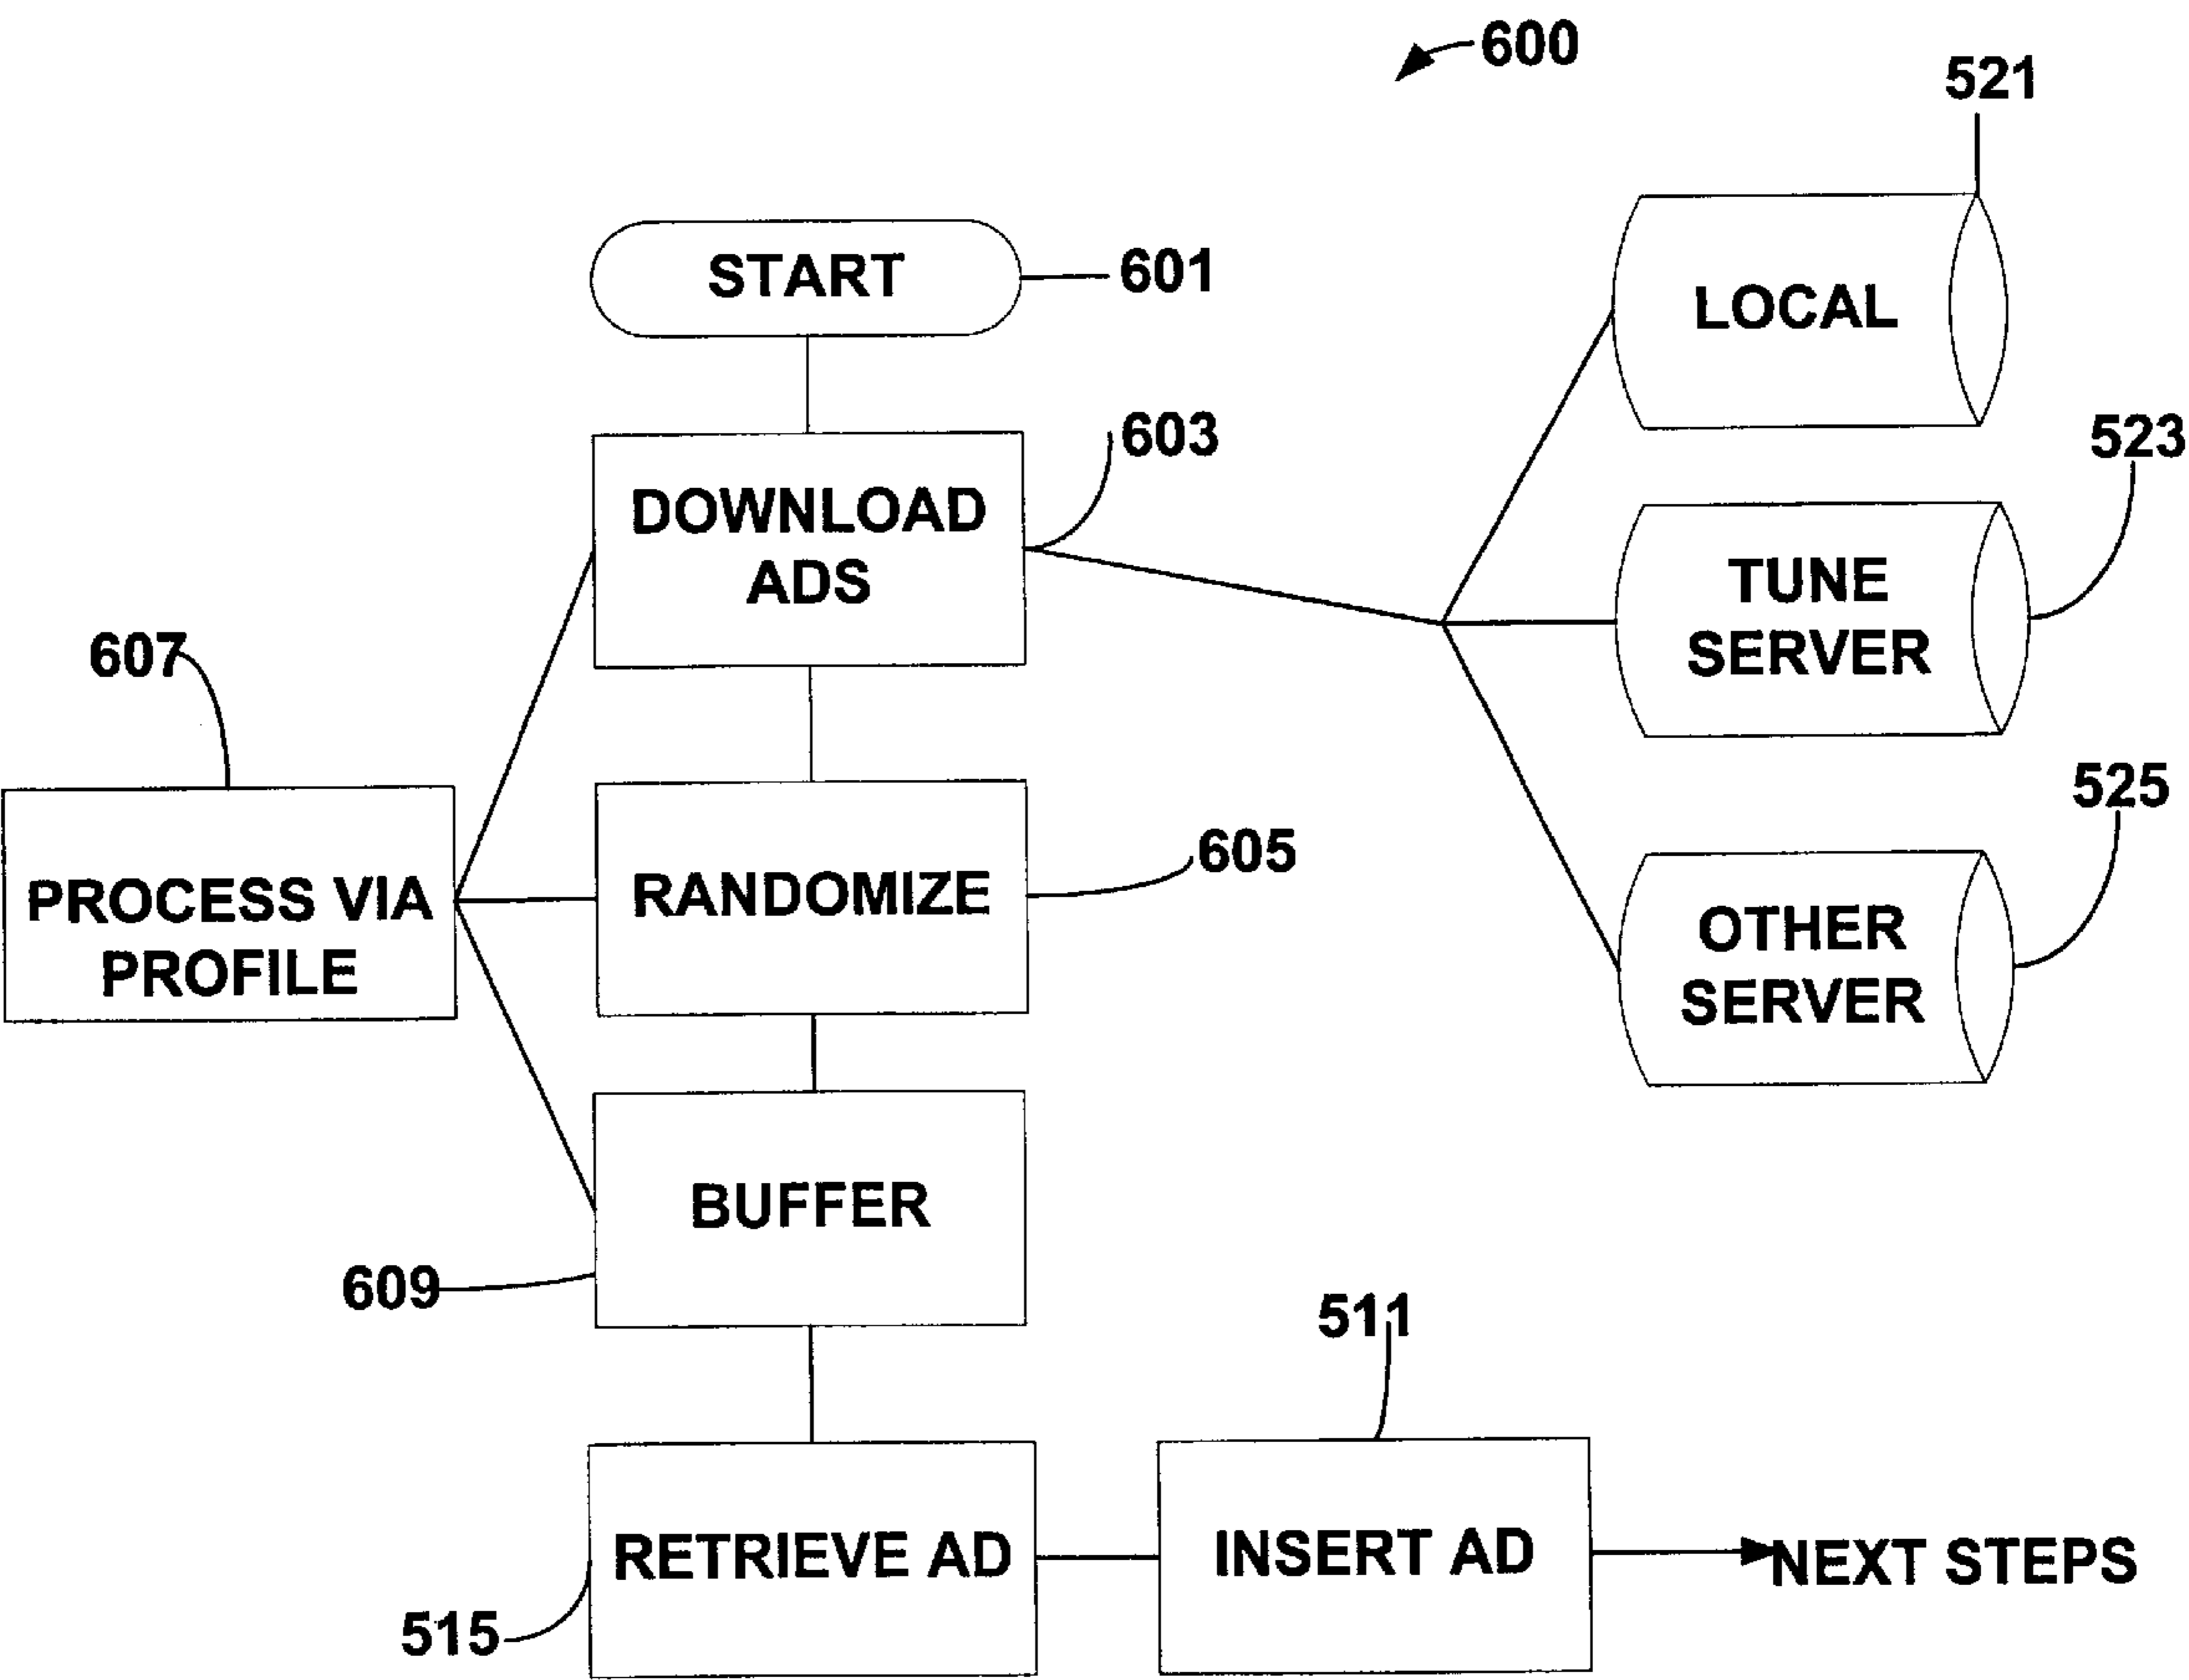 600
521
START
601
LOCAL
603
523
DOWNLOAD
ADS
TUNE
SERVER
607
525
605
PROCESS VIA
PROFILE
RANDOMIZE
OTHER
SERVER
BUFFER
609
511
RETRIEVE AD
INSERT AD
NEXT STEPS
515